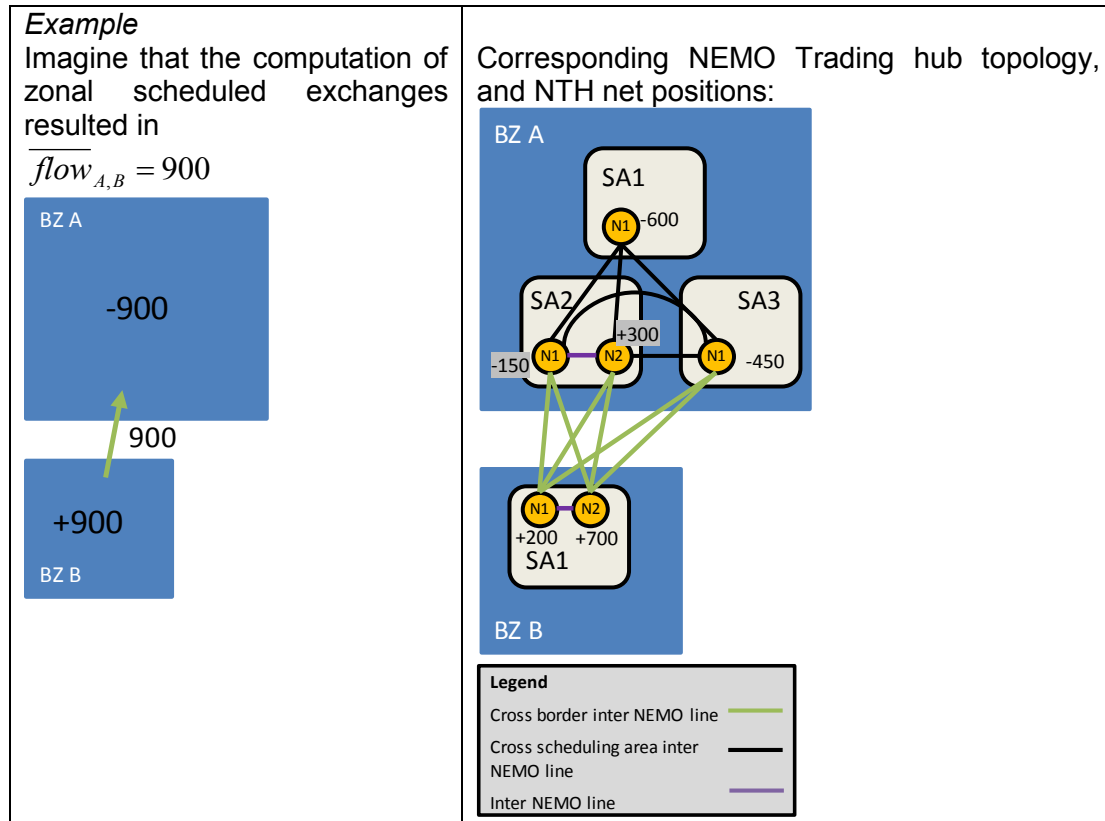 Example
Imagine that the computation of
zonal scheduled exchanges
resulted in
flow A,B = 900
BZ A
-900
900
+900
BZ B
Corresponding NEMO Trading hub topology,
and NTH net positions:
BZ A
SA1
N1 -600
SA2
SA3
+300
-150 N1 N2 N1 -450
N1 N2
+200 +700
SA1
BZ B
Legend
Cross border inter NEMO line
Cross scheduling area inter
NEMO line
Inter NEMO line